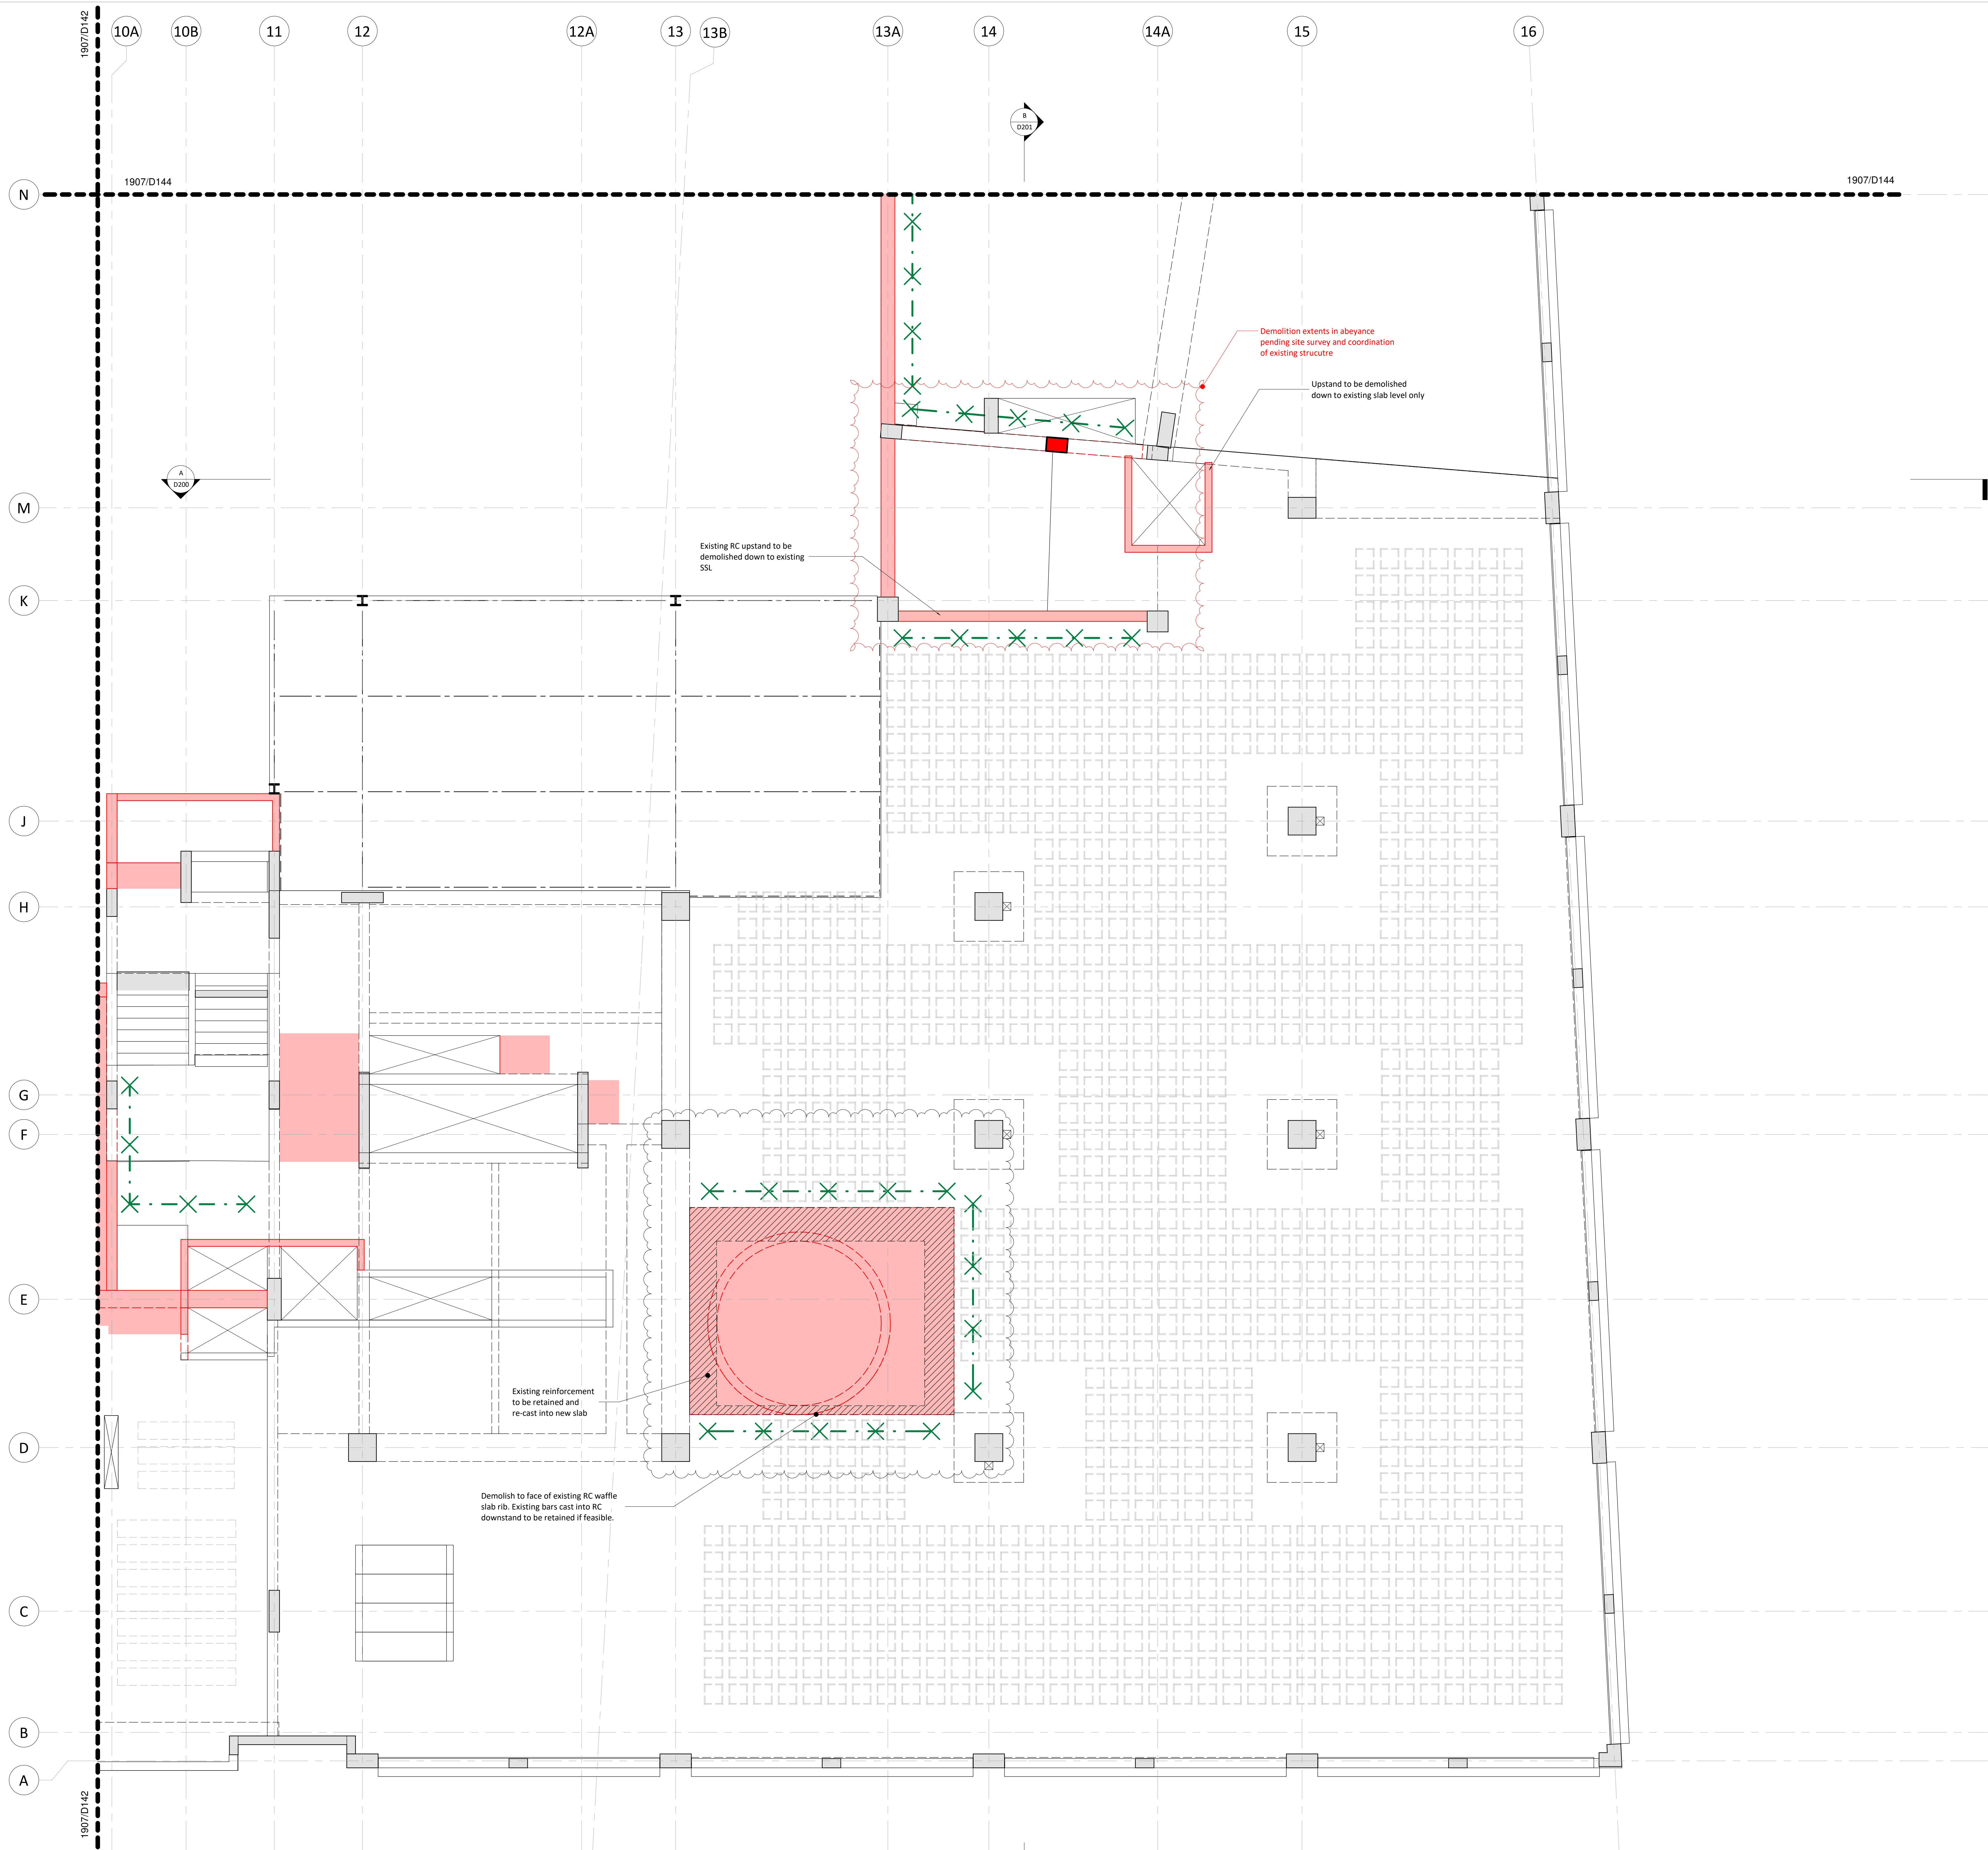 1907/D142
10A
10B
11
12
12A
13
13B
13A
14
14A
15
16
B
D201
N
1907/D144
1907/D144
Demolition extents in abeyance
pending site survey and coordination
of existing strucutre
Upstand to be demolished
down to existing slab level only
A
D200
M
Existing RC upstand to be
demolished down to existing
SSL
K
J
H
G
F
E
Existing reinforcement
to be retained and
re-cast into new slab
D
Demolish to face of existing RC waffle
slab rib. Existing bars cast into RC
downstand to be retained if feasible.
C
B
A
1907/D142